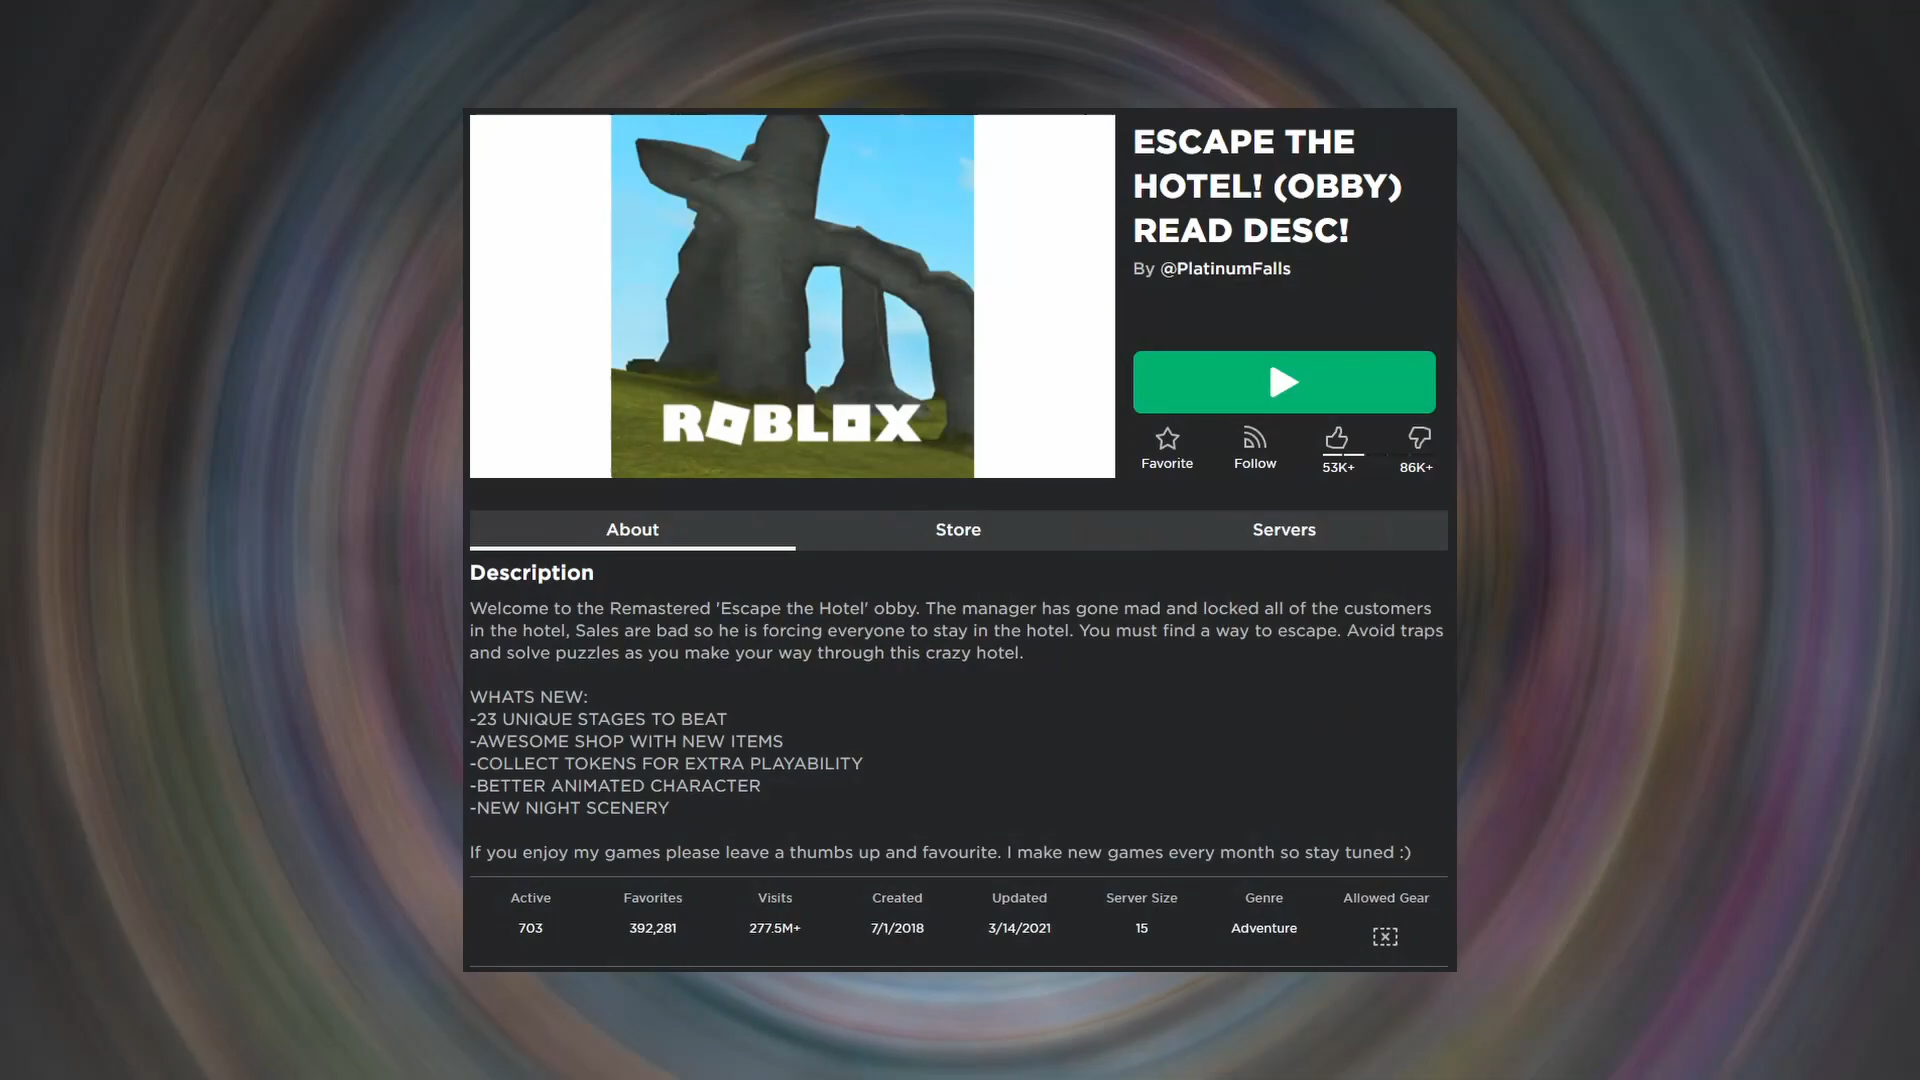 ROBLOX
ESCAPE THE
HOTEL! (OBBY)
READ DESC!
By @PlatinumFalls
Favorite
Follow
53K+
86K+
About
Store
Servers
Description
Welcome to the Remastered 'Escape the Hotel' obby. The manager has gone mad and locked all of the customers
in the hotel, Sales are bad so he is forcing everyone to stay in the hotel. You must find a way to escape. Avoid traps
and solve puzzles as you make your way through this crazy hotel.
WHATS NEW:
-23 UNIQUE STAGES TO BEAT
-AWESOME SHOP WITH NEW ITEMS
-COLLECT TOKENS FOR EXTRA PLAYABILITY
-BETTER ANIMATED CHARACTER
-NEW NIGHT SCENERY
If you enjoy my games please leave a thumbs up and favourite. I make new games every month so stay tuned :)
Active Favorites Visits Created Updated Server Size Genre Allowed Gear
703 392,281 277.5M+ 7/1/2018 3/14/2021 15 Adventure